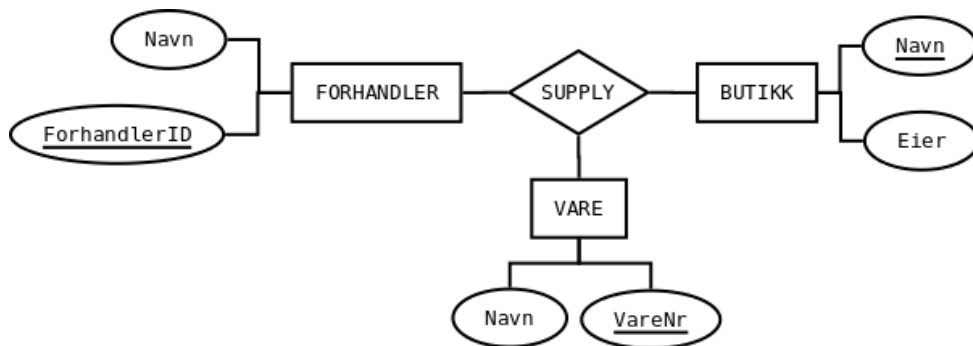 Navn
Navn
FORHANDLER
SUPPLY
BUTIKK
ForhandlerID
Eier
VARE
Navn
VareNr